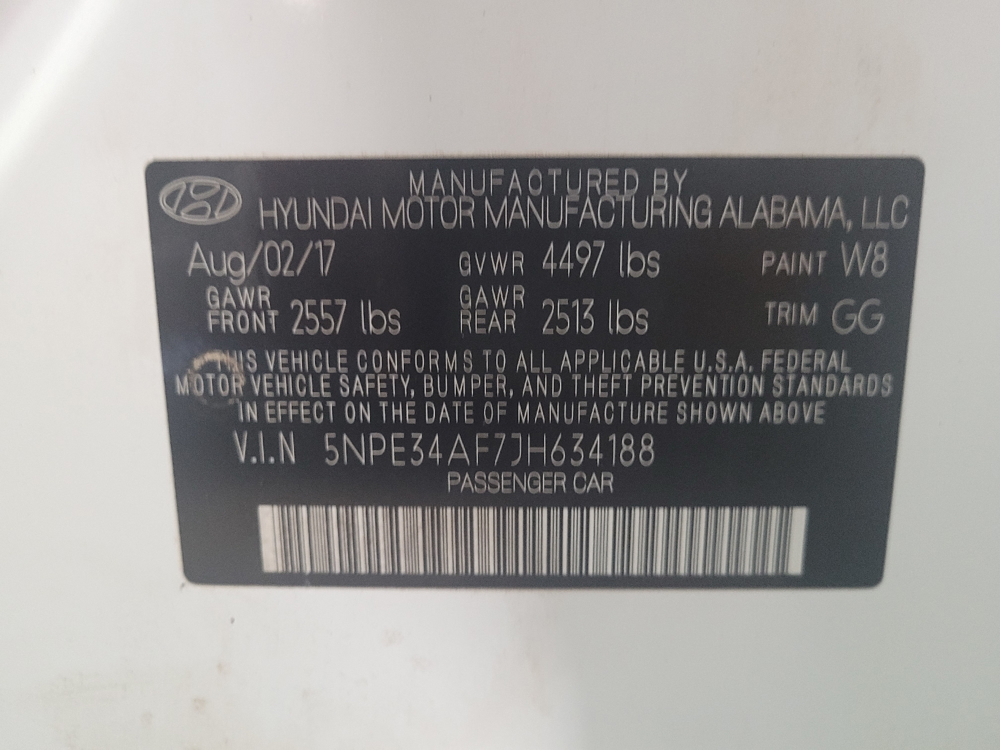 MANUFACTURED BY
HYUNDAI MOTOR MANUFACTURING ALABAMA, LLC
Aug/02/17 GVWR 4497 lbs PAINT W8
GAWR FRONT 2557 lbs GAWR REAR 2513 lbs TRIM GG
THIS VEHICLE CONFORMS TO ALL APPLICABLE U.S.A. FEDERAL
MOTOR VEHICLE SAFETY, BUMPER, AND THEFT PREVENTION STANDARDS
IN EFFECT ON THE DATE OF MANUFACTURE SHOWN ABOVE
V.I.N 5NPE34AF7JH634188
PASSENGER CAR